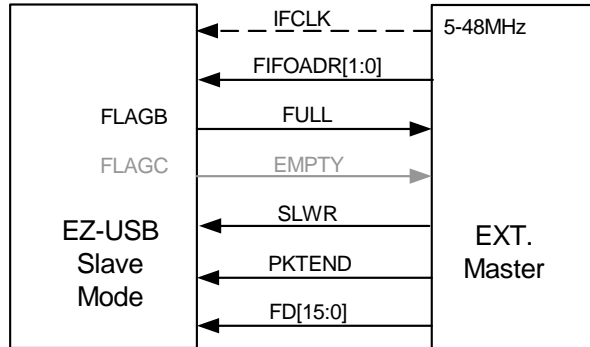 IFCLK
5-48MHz
FIFOADR[1:0]
FLAGB
FULL
FLAGC
EMPTY
SLWR
EZ-USB
Slave
Mode
EXT.
Master
PKTEND
FD[15:0]